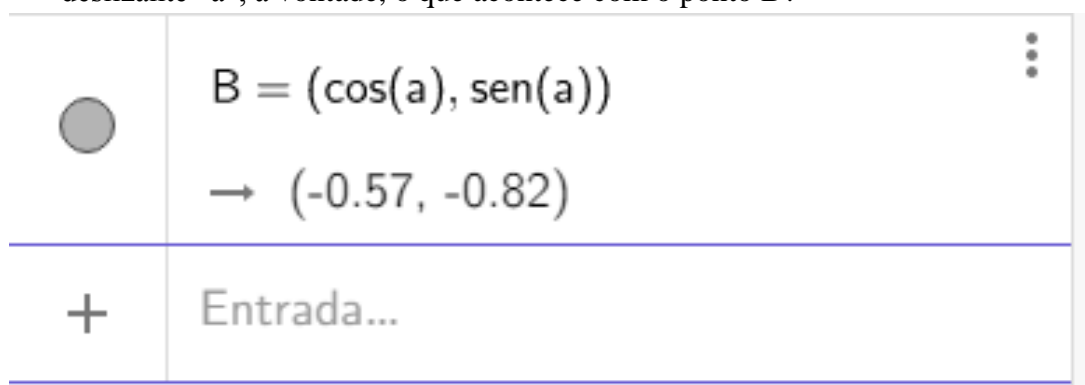 B = (cos(a), sen(a))
→ (-0.57, -0.82)
+ Entrada...